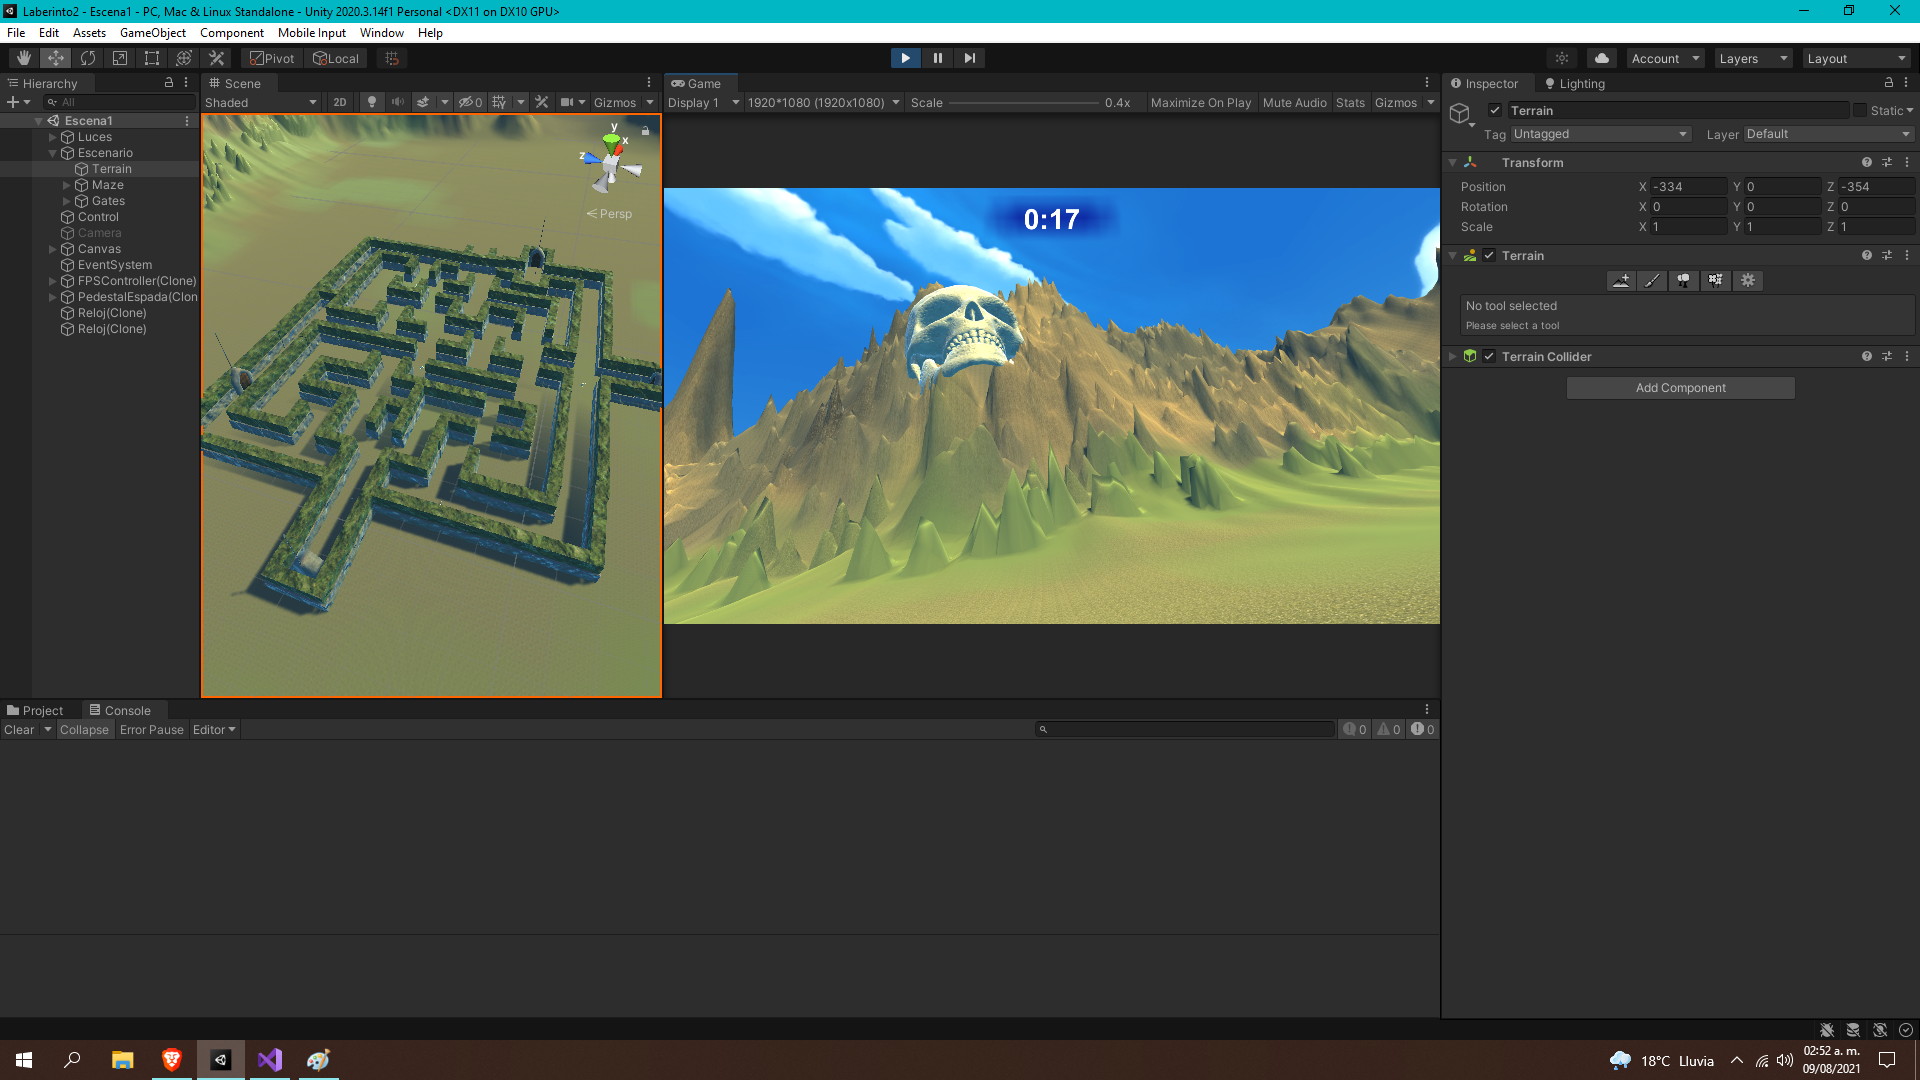 Laberinto2 - Escena1 - PC, Mac & Linux Standalone - Unity 2020.3.14f1 Personal <DX11 on DX10 GPU>
File Edit Assets GameObject Component Mobile Input Window Help
Pivot Local Account Layers Layout
Hierarchy
All
Escena1
Luces
Escenario
Terrain
Maze
Gates
Control
Camera
Canvas
EventSystem
FPSController(Clone)
PedestalEspada(Clon
Reloj(Clone)
Reloj(Clone)
Scene
Shaded 2D 0 Gizmos
y
x
z
Persp
Game
Display 1 1920*1080 (1920x1080) Scale 0.4x Maximize On Play Mute Audio Stats Gizmos
0:17
Inspector Lighting
Terrain Static
Tag Untagged Layer Default
Transform
Position X -334 Y 0 Z -354
Rotation X 0 Y 0 Z 0
Scale X 1 Y 1 Z 1
Terrain
No tool selected
Please select a tool
Terrain Collider
Add Component
Project Console
Clear Collapse Error Pause Editor 0 0 0
18°C Lluvia
02:52 a. m.
09/08/2021